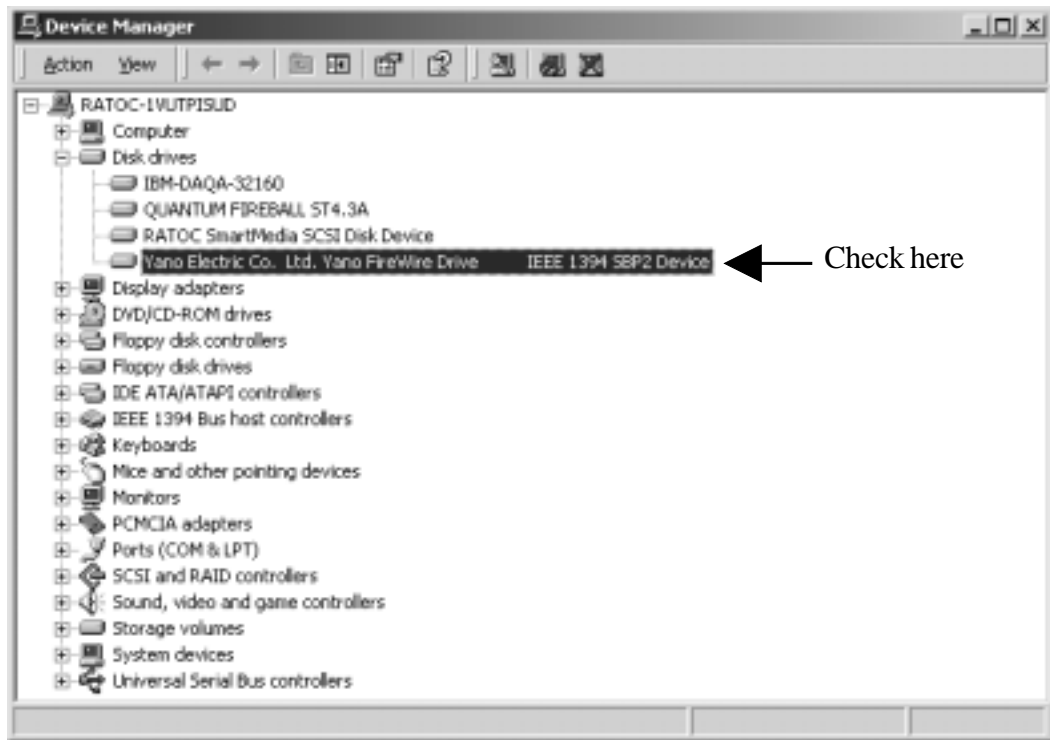 Device Manager
Action View
RATOC-1VUTPISUD
Computer
Disk drives
IBM-DAQA-32160
QUANTUM FIREBALL ST4.3A
RATOC SmartMedia SCSI Disk Device
Yano Electric Co. Ltd. Yano FireWire Drive IEEE 1394 SBP2 Device
Check here
Display adapters
DVD/CD-ROM drives
Floppy disk controllers
Floppy disk drives
IDE ATA/ATAPI controllers
IEEE 1394 Bus host controllers
Keyboards
Mice and other pointing devices
Monitors
PCMCIA adapters
Ports (COM & LPT)
SCSI and RAID controllers
Sound, video and game controllers
Storage volumes
System devices
Universal Serial Bus controllers